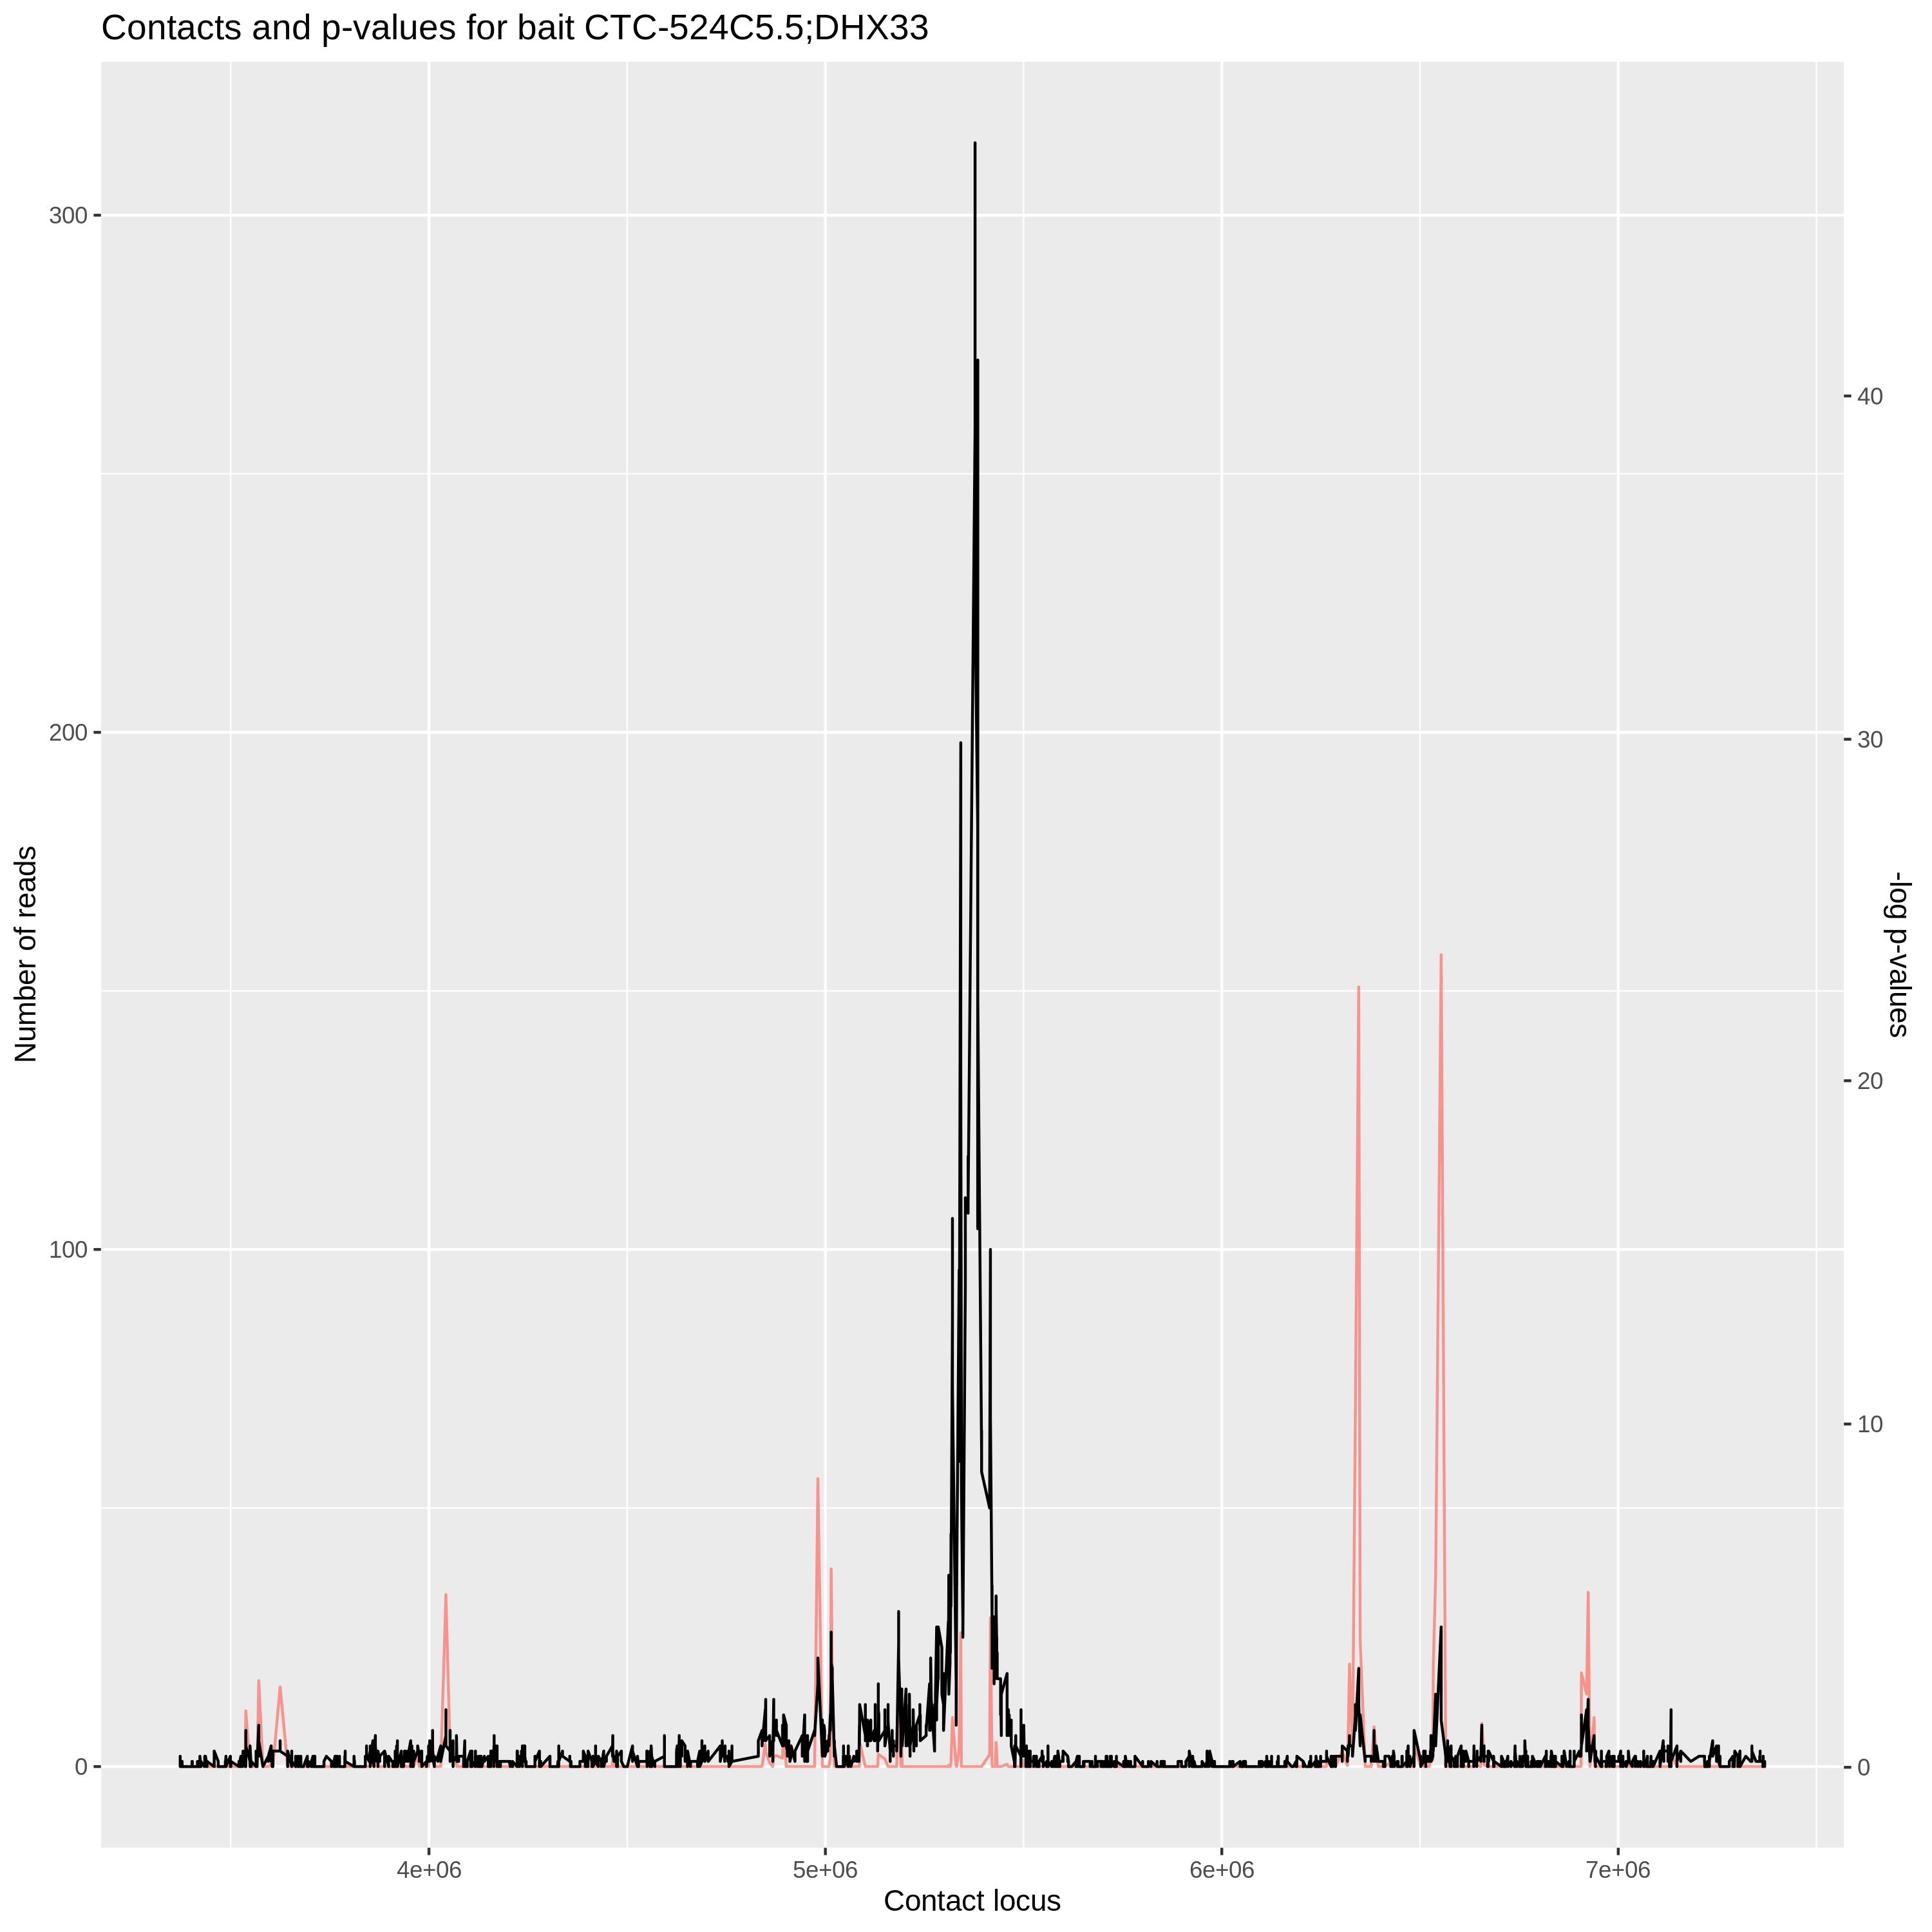 Contacts and p-values for bait CTC-524C5.5;DHX33
300
200
100
0
Number of reads
40
30
20
10
0
-log p-values
4e+06
5e+06
6e+06
7e+06
Contact locus